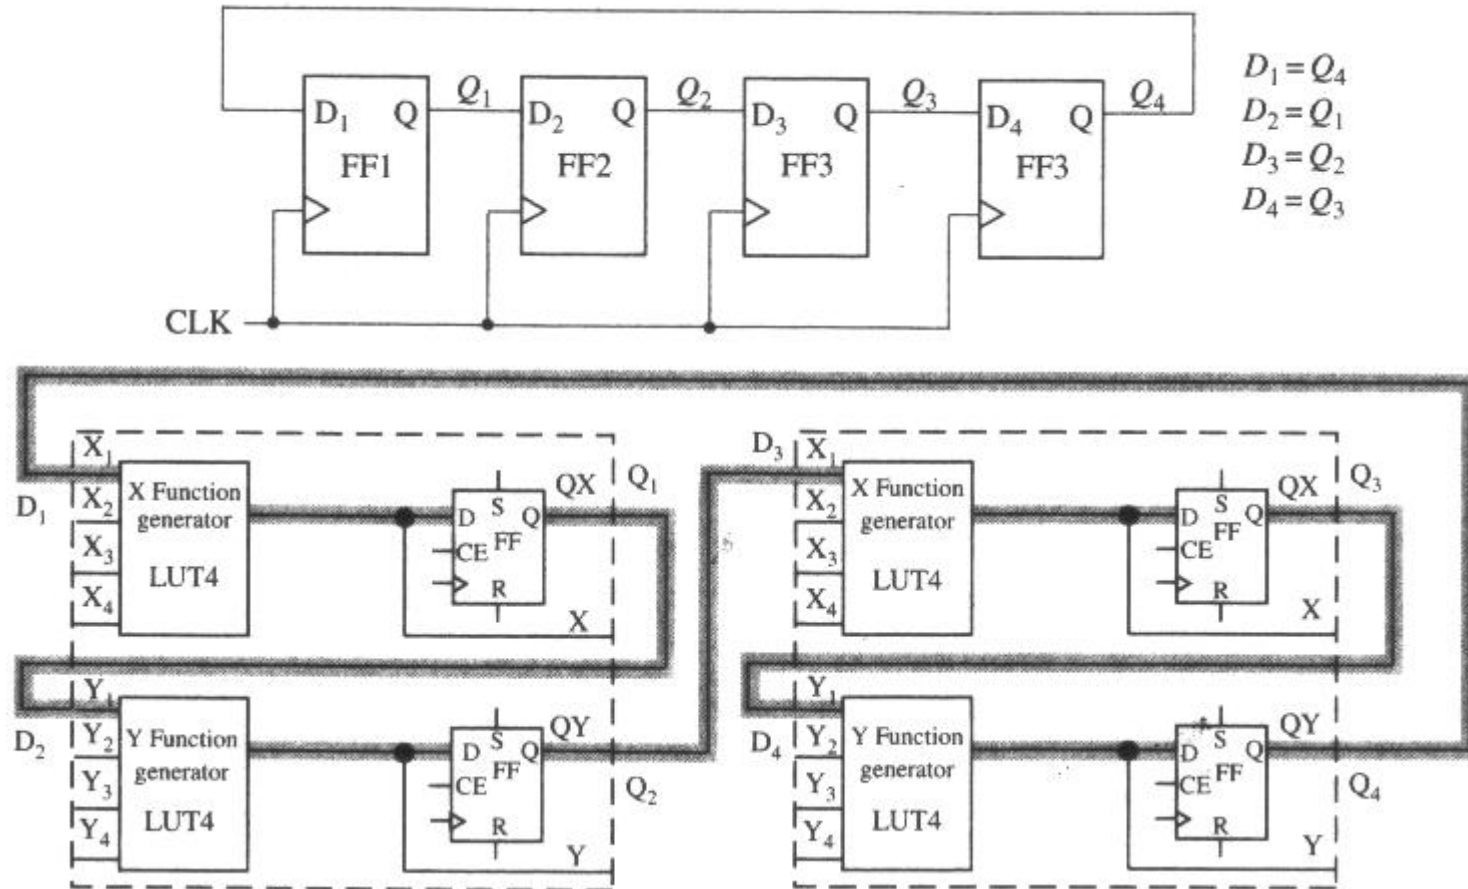 Q₁ Q₂ Q₃ Q₄
D₁ Q D₂ Q D₃ Q D₄ Q
FF1 FF2 FF3 FF3
CLK
D₁ = Q₄
D₂ = Q₁
D₃ = Q₂
D₄ = Q₃
D₁
X₁
X₂
X₃
X₄
X Function
generator
LUT4
D S Q
FF
CE
R
QX
Q₁
X
D₂
Y₁
Y₂
Y₃
Y₄
Y Function
generator
LUT4
D S Q
FF
CE
R
QY
Q₂
Y
D₃
X₁
X₂
X₃
X₄
X Function
generator
LUT4
D S Q
FF
CE
R
QX
Q₃
X
D₄
Y₁
Y₂
Y₃
Y₄
Y Function
generator
LUT4
D S Q
FF
CE
R
QY
Q₄
Y